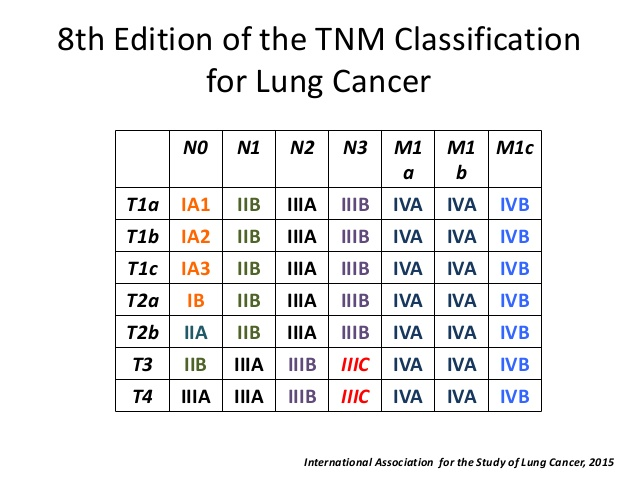 8th Edition of the TNM Classification
for Lung Cancer
N0 N1 N2 N3 M1a M1b M1c
T1a IA1 IIB IIIA IIIB IVA IVA IVB
T1b IA2 IIB IIIA IIIB IVA IVA IVB
T1c IA3 IIB IIIA IIIB IVA IVA IVB
T2a IB IIB IIIA IIIB IVA IVA IVB
T2b IIA IIB IIIA IIIB IVA IVA IVB
T3 IIB IIIA IIIB IIIC IVA IVA IVB
T4 IIIA IIIA IIIB IIIC IVA IVA IVB
International Association for the Study of Lung Cancer, 2015